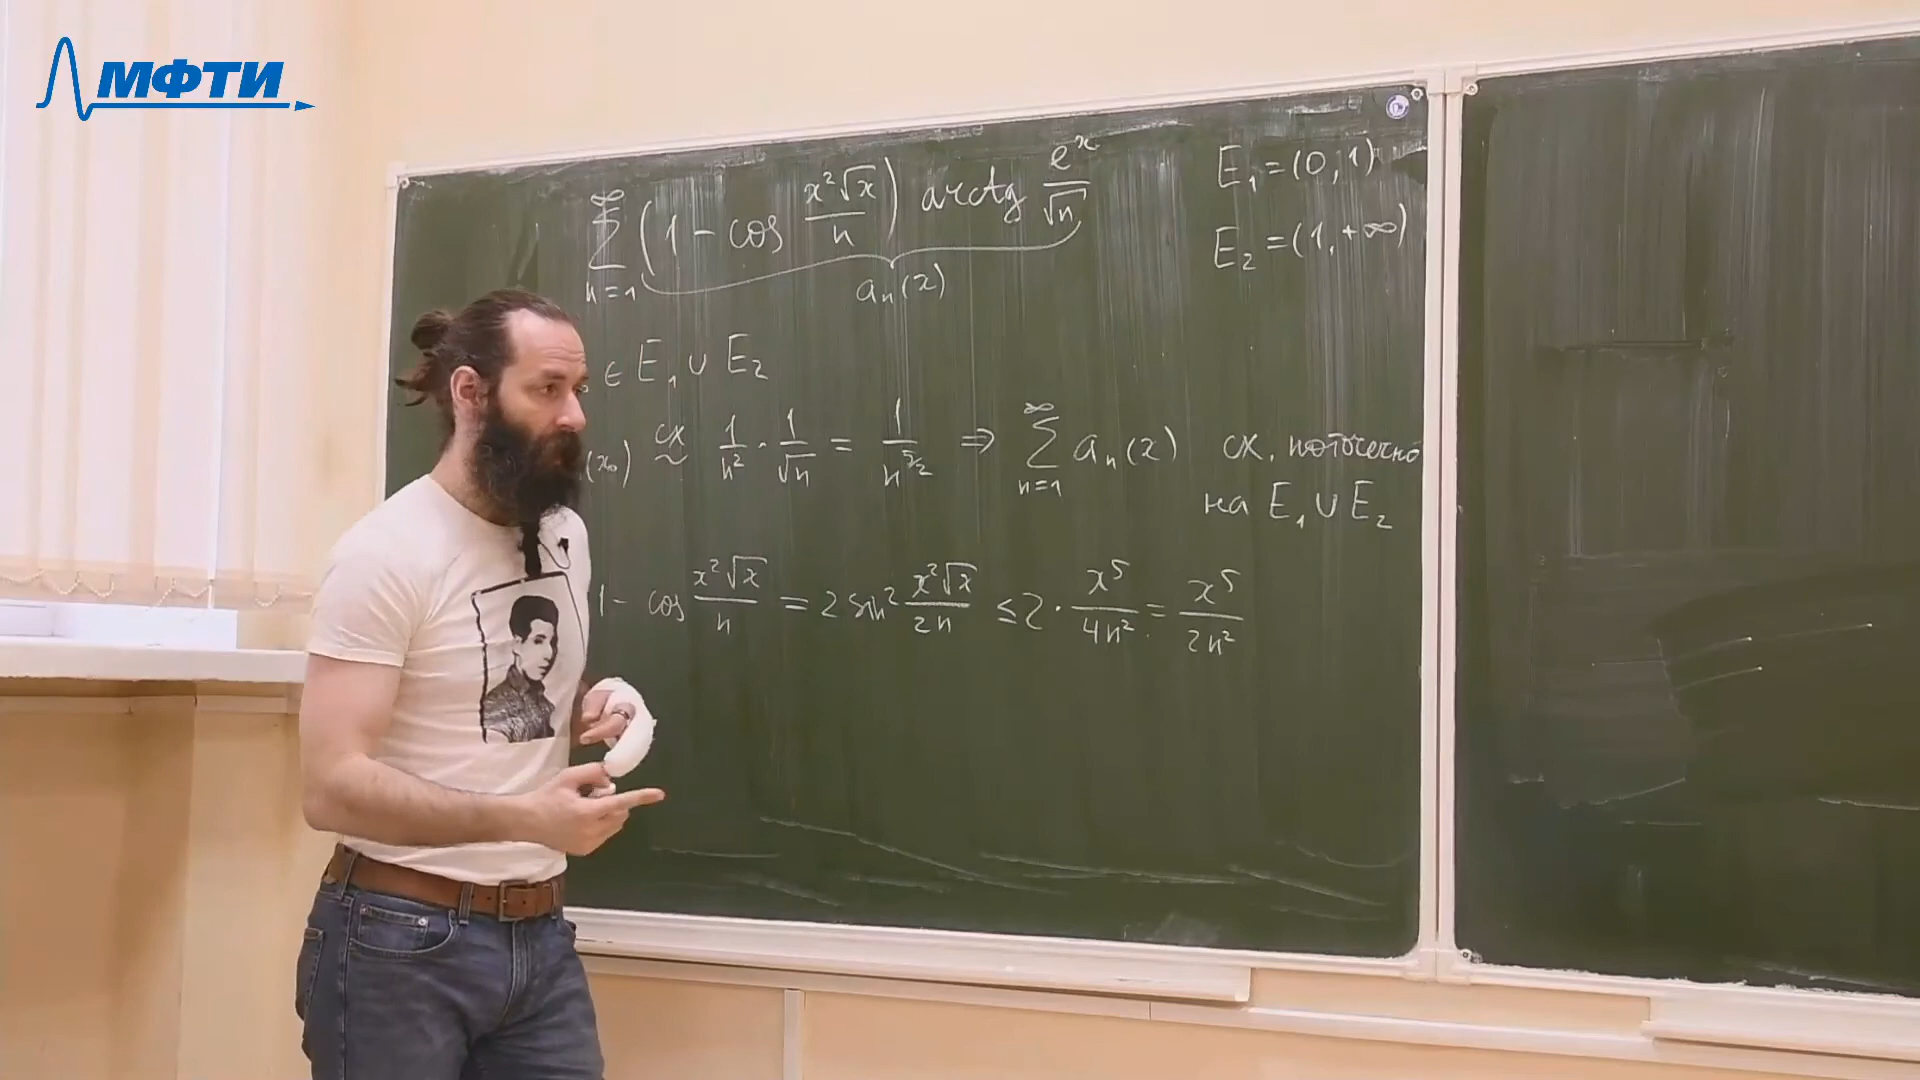 МФТИ
∑_{n=1}^{∞} (1 - cos x²√x/n) arctg e^x/√n
a_n(x)
E₁ = (0, 1)
E₂ = (1, +∞)
∈ E₁ ∪ E₂
(x₀) ~^{сх} 1/n² · 1/√n = 1/n^{5/2} ⇒ ∑_{n=1}^{∞} a_n(x) сх. поточечно
на E₁ ∪ E₂
1 - cos x²√x/n = 2 sin² x²√x/2n ≤ 2 · x⁵/4n² = x⁵/2n²